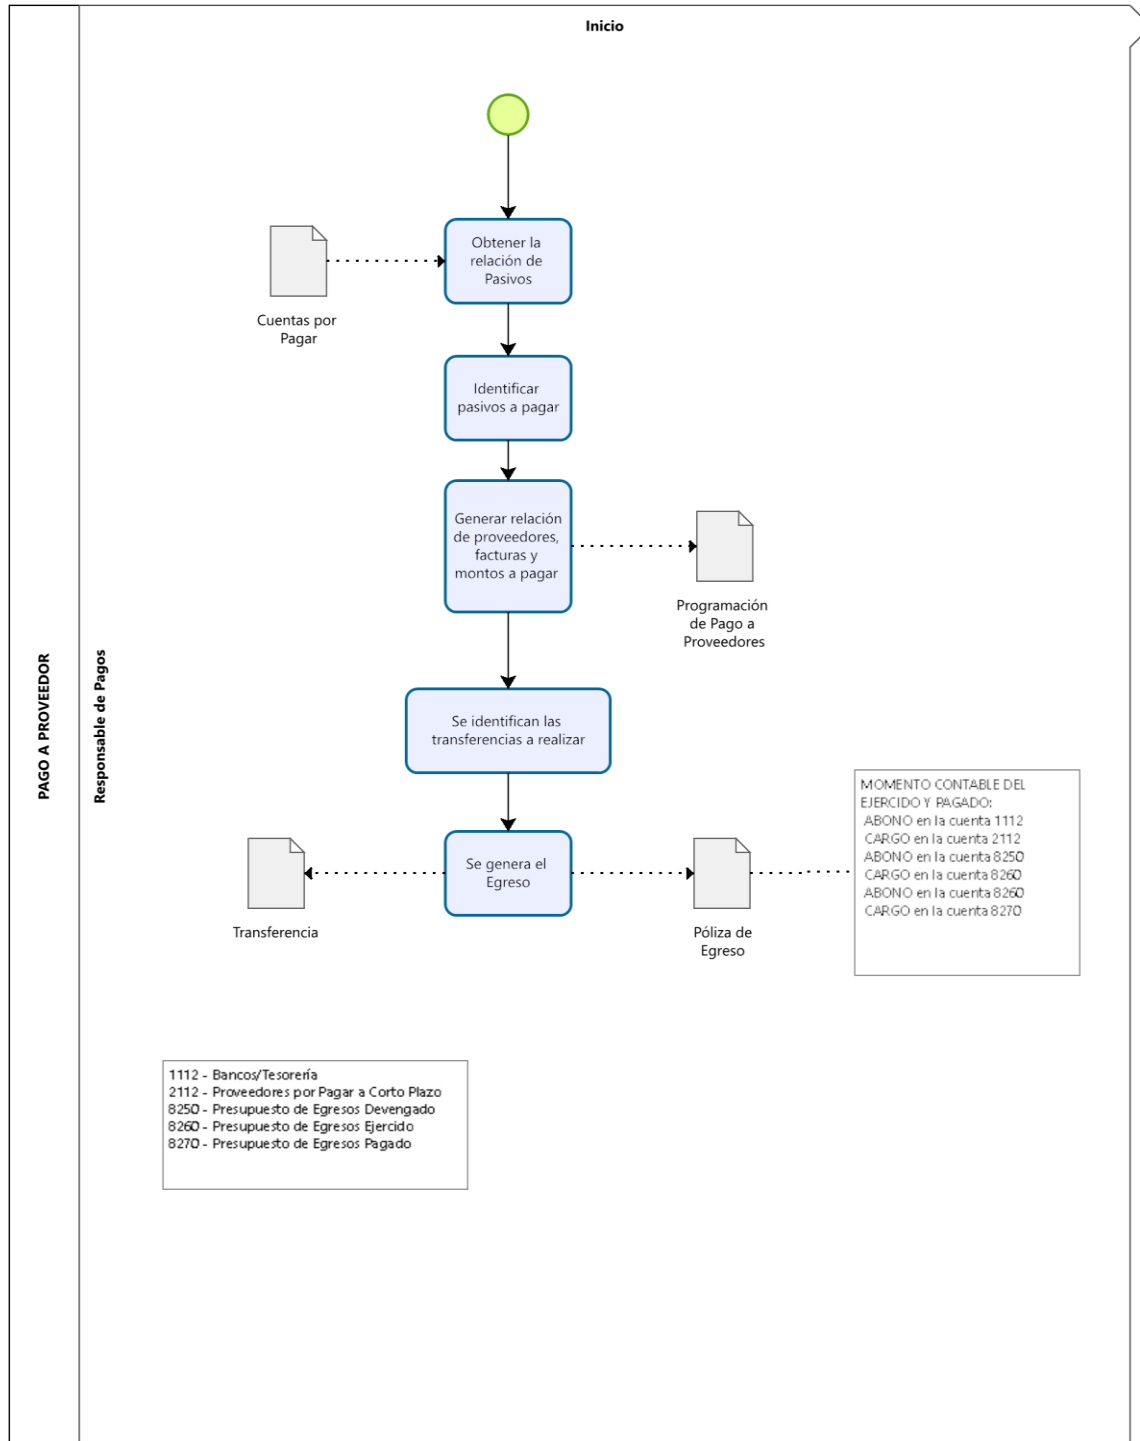 Inicio
PAGO A PROVEEDOR
Responsable de Pagos
Obtener la
relación de
Pasivos
Cuentas por
Pagar
Identificar
pasivos a pagar
Generar relación
de proveedores,
facturas y
montos a pagar
Programación
de Pago a
Proveedores
Se identifican las
transferencias a realizar
MOMENTO CONTABLE DEL
EJERCIDO Y PAGADO:
ABONO en la cuenta 1112
CARGO en la cuenta 2112
ABONO en la cuenta 8250
CARGO en la cuenta 8260
ABONO en la cuenta 8260
CARGO en la cuenta 8270
Se genera el
Egreso
Transferencia
Póliza de
Egreso
1112 - Bancos/Tesorería
2112 - Proveedores por Pagar a Corto Plazo
8250 - Presupuesto de Egresos Devengado
8260 - Presupuesto de Egresos Ejercido
8270 - Presupuesto de Egresos Pagado